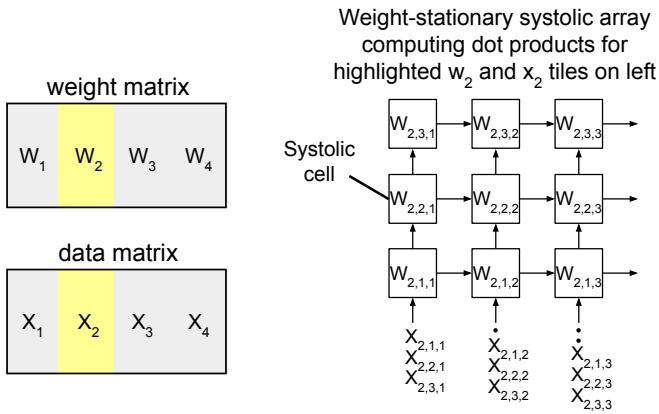 Weight-stationary systolic array
computing dot products for
highlighted w₂ and x₂ tiles on left
weight matrix
W₁ W₂ W₃ W₄
data matrix
X₁ X₂ X₃ X₄
Systolic
cell
W₂,₃,₁ W₂,₃,₂ W₂,₃,₃
W₂,₂,₁ W₂,₂,₂ W₂,₂,₃
W₂,₁,₁ W₂,₁,₂ W₂,₁,₃
X₂,₁,₁
X₂,₂,₁
X₂,₃,₁
X₂,₁,₂
X₂,₂,₂
X₂,₃,₂
X₂,₁,₃
X₂,₂,₃
X₂,₃,₃